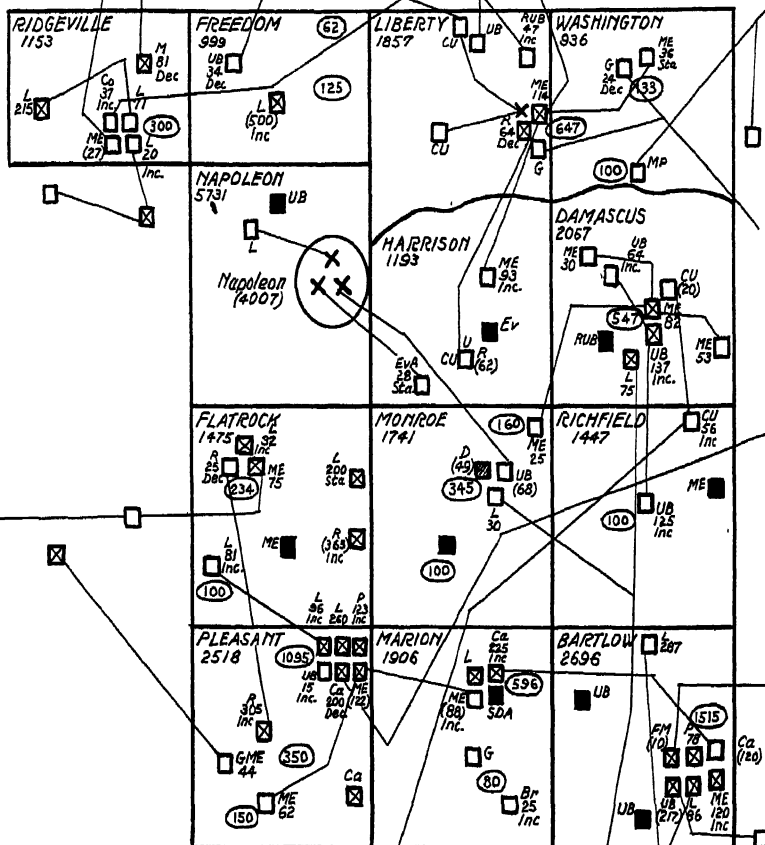 RIDGEVILLE
1153
M
81
Dec
Co
37
Inc.
L
71
L
215
300
ME
(27)
L
20
Inc.
FREEDOM
999
62
UB
34
Dec
125
L
(500)
Inc
LIBERTY
1857
CU
UB
RUB
47
Inc
ME
114
R
64
Dec
647
CU
G
WASHINGTON
936
G
24
Dec
ME
36
Sta
133
100
MP
NAPOLEON
5731
UB
L
Napoleon
(4007)
EvA
28
Sta.
HARRISON
1193
ME
93
Inc.
Ev
U
CU
R
(62)
DAMASCUS
2067
ME
30
UB
64
Inc.
CU
(20)
547
ME
82
RUB
UB
137
Inc.
L
75
ME
53
FLATROCK
1475
L
92
Inc
R
25
Dec
ME
75
234
L
200
Sta
L
81
Inc.
ME
R
(365)
Inc
100
L
96
Inc
L
260
P
123
Inc
MONROE
1741
160
ME
25
D
(49)
UB
(68)
345
L
30
100
RICHFIELD
1447
CU
56
Inc
ME
100
UB
125
Inc
PLEASANT
2518
1095
UB
15
Inc.
Ca
200
Dec
ME
(122)
R
305
Inc
GME
44
350
Ca
150
ME
62
MARION
1906
Ca
225
Inc
L
596
ME
(88)
Inc.
SDA
G
80
Br
25
Inc
BARTLOW
2696
L
287
UB
1515
EM
(10)
P
78
Ca
(120)
UB
UB
(217)
L
86
ME
120
Inc